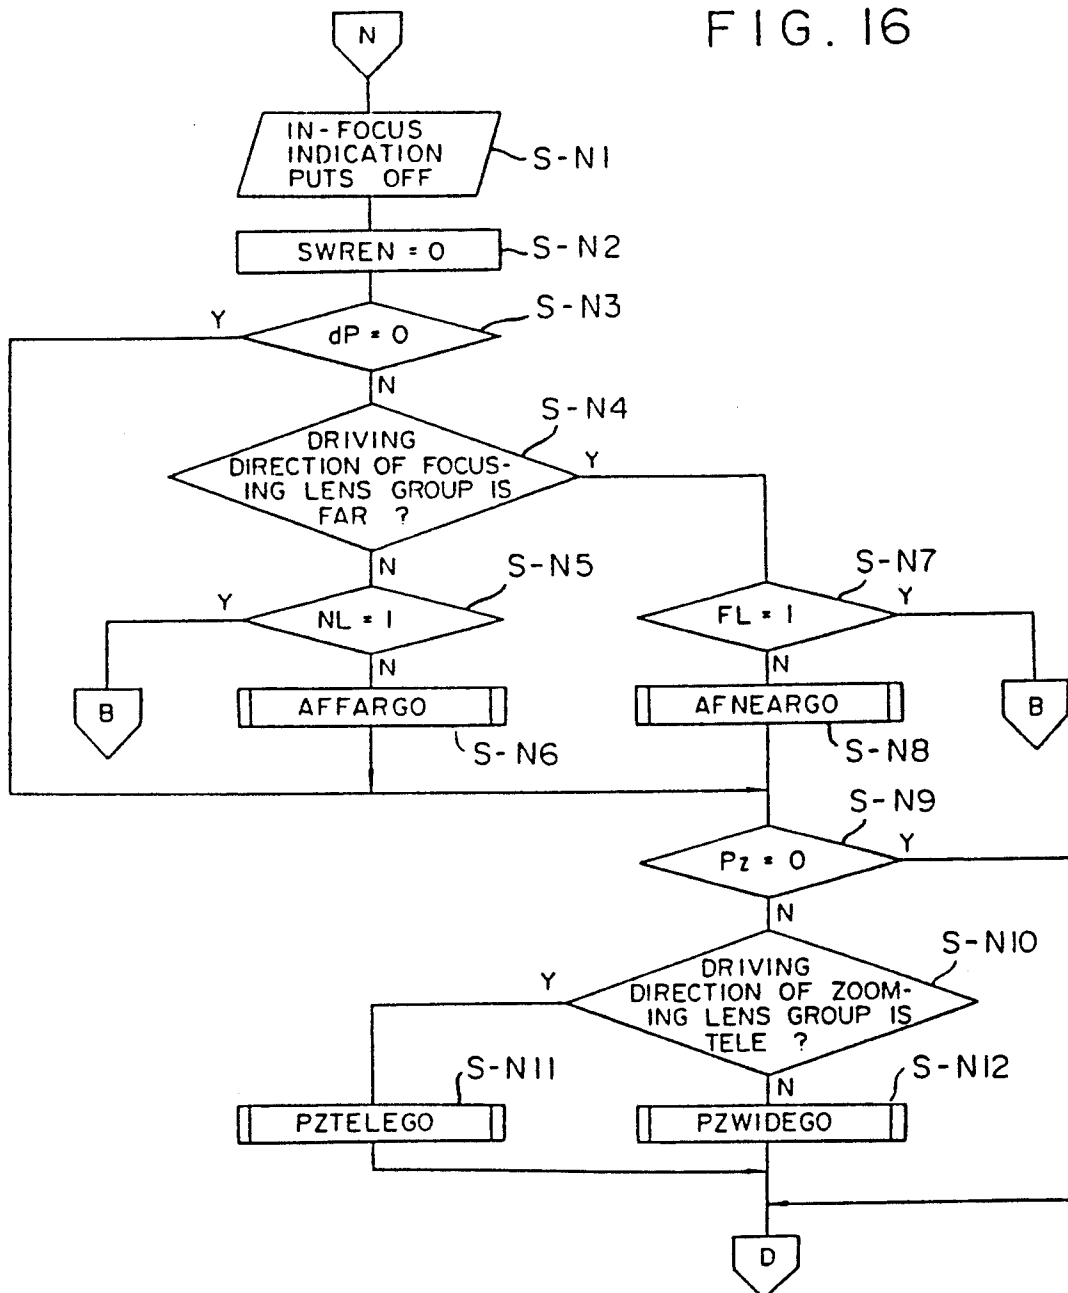 FIG. 16
N
IN-FOCUS
INDICATION
PUTS OFF
S-N1
SWREN = 0
S-N2
Y
dP = 0
S-N3
N
S-N4
DRIVING
DIRECTION OF FOCUS-
ING LENS GROUP IS
FAR ?
Y
N
S-N5
Y
NL = 1
N
S-N7
FL = 1
Y
N
B
AFFARGO
S-N6
AFNEARGO
S-N8
B
S-N9
Pz = 0
Y
N
S-N10
Y
DRIVING
DIRECTION OF ZOOM-
ING LENS GROUP IS
TELE ?
N
S-N11
PZTELEGO
S-N12
PZWIDEGO
D